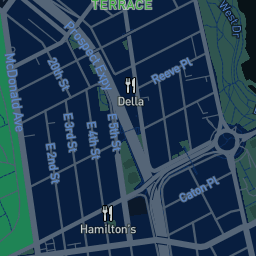 TERRACE
West Dr
Prospect Expy
McDonald Ave
20th St
Reeve Pl
Della
E 3rd St
E 4th St
E 5th St
E 2nd St
Caton Pl
Hamilton's